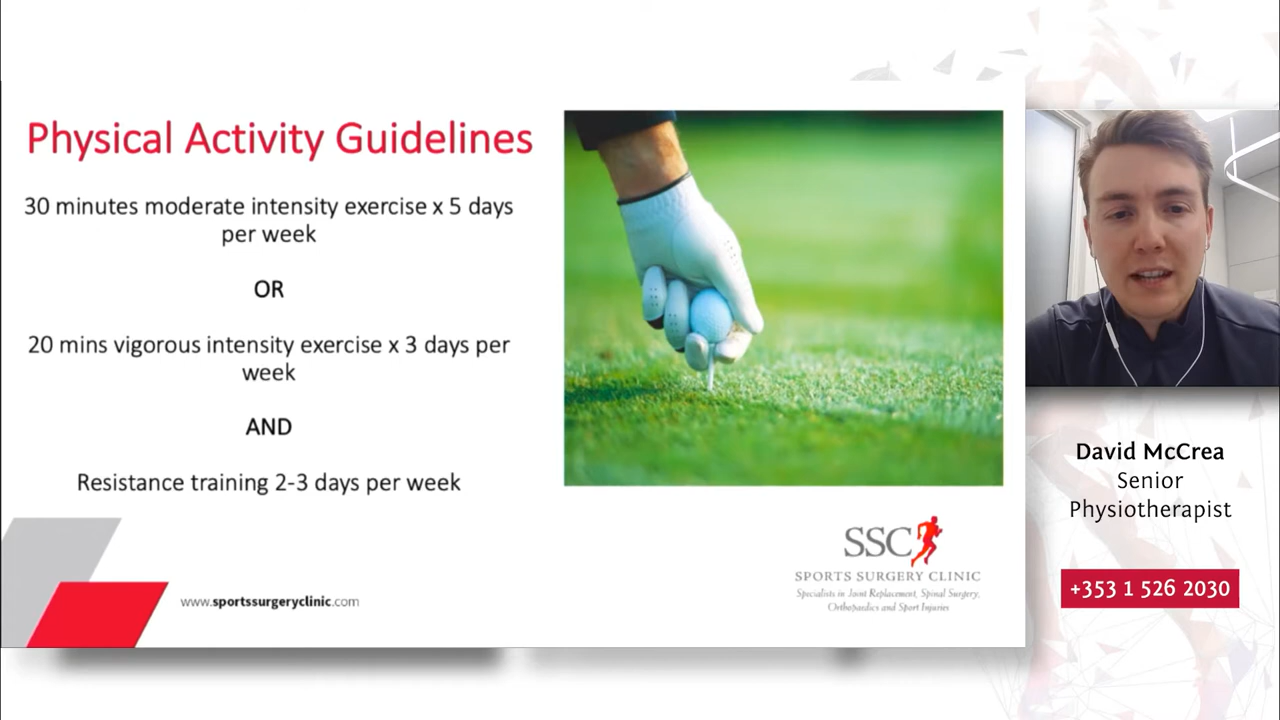 Physical Activity Guidelines
30 minutes moderate intensity exercise x 5 days
per week
OR
20 mins vigorous intensity exercise x 3 days per
week
AND
Resistance training 2-3 days per week
www.sportssurgeryclinic.com
SSC
SPORTS SURGERY CLINIC
Specialists in Joint Replacement, Spinal Surgery,
Orthopaedics and Sport Injuries
David McCrea
Senior
Physiotherapist
+353 1 526 2030